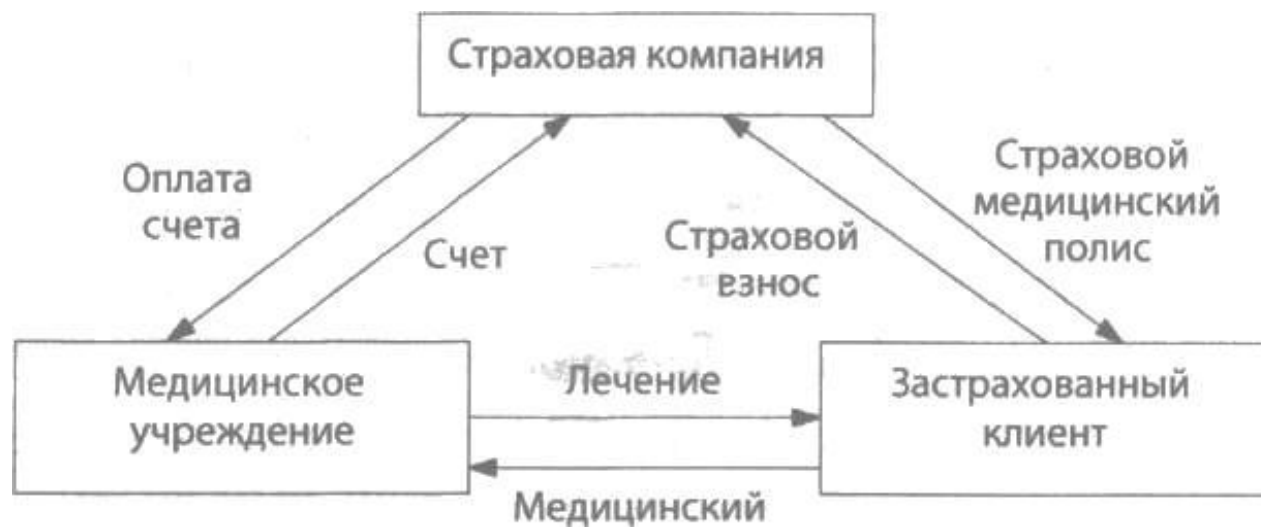 Страховая компания
Оплата
счета
Счет
Страховой
взнос
Страховой
медицинский
полис
Медицинское
учреждение
Лечение
Застрахованный
клиент
Медицинский